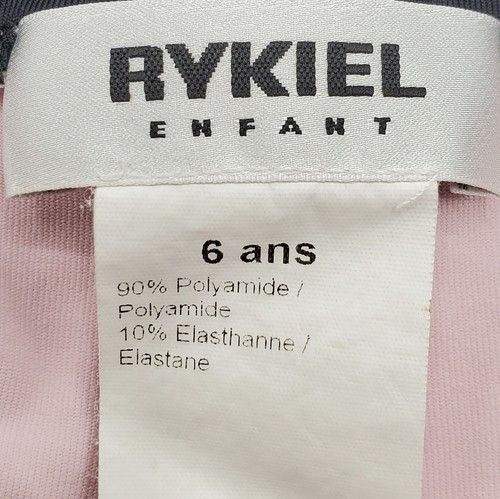 RYKIEL
ENFANT
6 ans
90% Polyamide /
Polyamide
10% Elasthanne /
Elastane